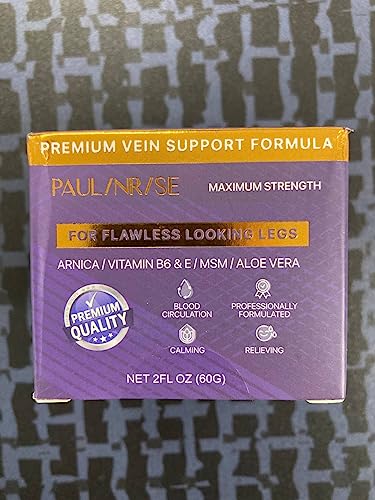 PREMIUM VEIN SUPPORT FORMULA
PAUL/NR/SE MAXIMUM STRENGTH
FOR FLAWLESS LOOKING LEGS
ARNICA / VITAMIN B6 & E / MSM / ALOE VERA
PREMIUM
QUALITY
BLOOD
CIRCULATION
PROFESSIONALLY
FORMULATED
CALMING
RELIEVING
NET 2FL OZ (60G)